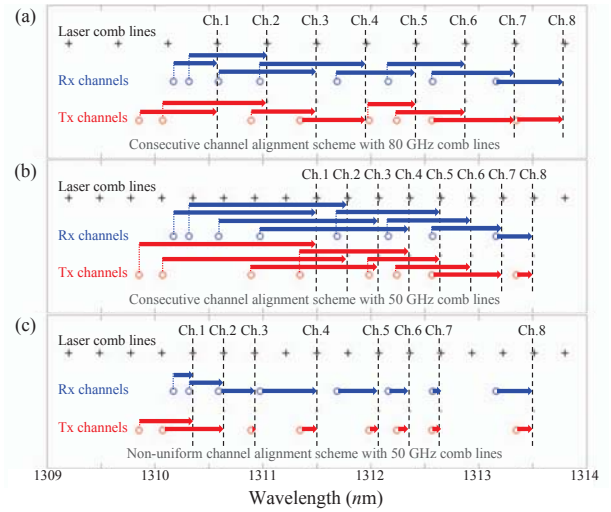 (a)
Ch.1 Ch.2 Ch.3 Ch.4 Ch.5 Ch.6 Ch.7 Ch.8
Laser comb lines
Rx channels
Tx channels
Consecutive channel alignment scheme with 80 GHz comb lines
(b)
Laser comb lines
Ch.1 Ch.2 Ch.3 Ch.4 Ch.5 Ch.6 Ch.7 Ch.8
Rx channels
Tx channels
Consecutive channel alignment scheme with 50 GHz comb lines
(c)
Laser comb lines
Ch.1 Ch.2 Ch.3 Ch.4 Ch.5 Ch.6 Ch.7 Ch.8
Rx channels
Tx channels
Non-uniform channel alignment scheme with 50 GHz comb lines
1309 1310 1311 1312 1313 1314
Wavelength (nm)